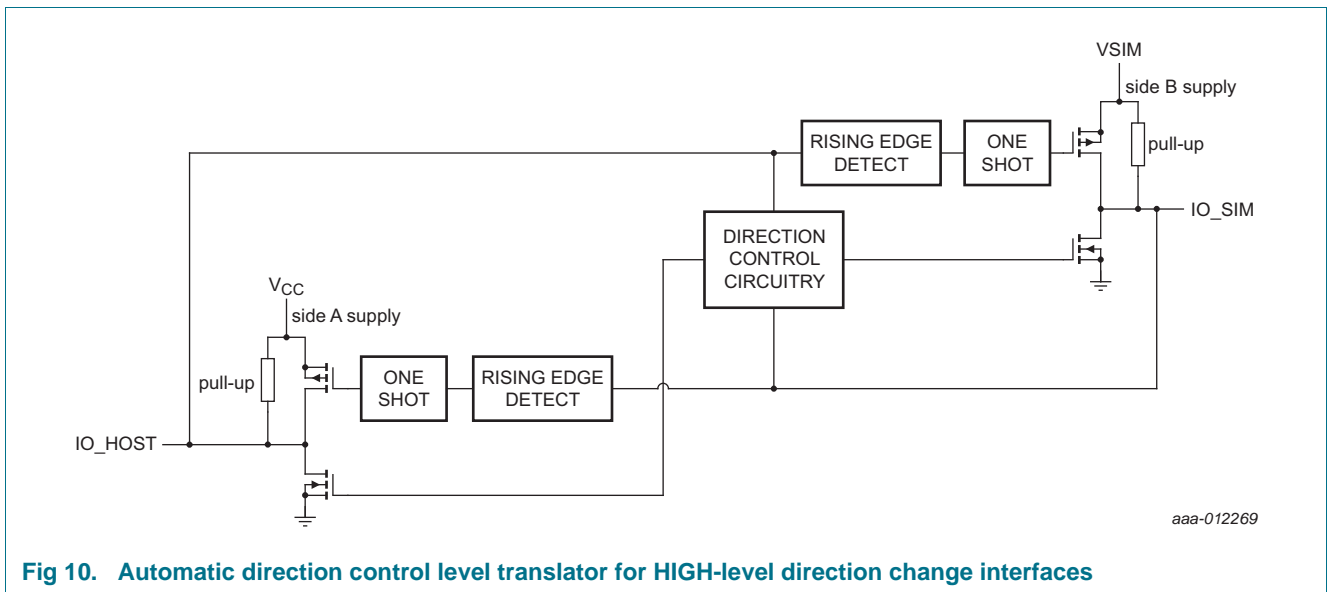 VSIM
side B supply
RISING EDGE
DETECT
ONE
SHOT
pull-up
IO_SIM
DIRECTION
CONTROL
CIRCUITRY
VCC
side A supply
pull-up
ONE
SHOT
RISING EDGE
DETECT
IO_HOST
aaa-012269
Fig 10. Automatic direction control level translator for HIGH-level direction change interfaces